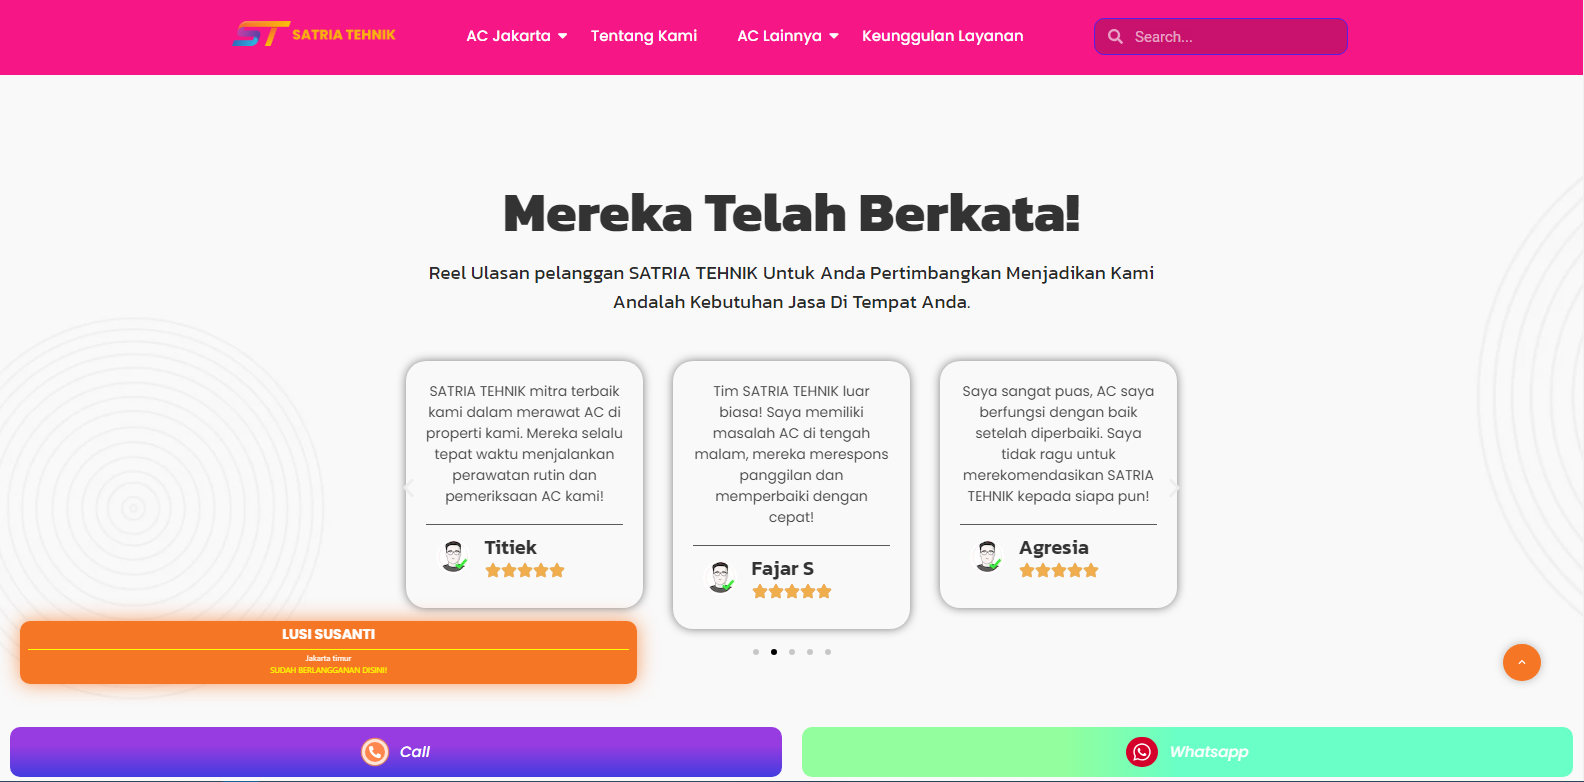 ST SATRIA TEHNIK
AC Jakarta
Tentang Kami
AC Lainnya
Keunggulan Layanan
Search...
Mereka Telah Berkata!
Reel Ulasan pelanggan SATRIA TEHNIK Untuk Anda Pertimbangkan Menjadikan Kami
Andalah Kebutuhan Jasa Di Tempat Anda.
SATRIA TEHNIK mitra terbaik
kami dalam merawat AC di
properti kami. Mereka selalu
tepat waktu menjalankan
perawatan rutin dan
pemeriksaan AC kami!
Titiek
Tim SATRIA TEHNIK luar
biasa! Saya memiliki
masalah AC di tengah
malam, mereka merespons
panggilan dan
memperbaiki dengan
cepat!
Fajar S
Saya sangat puas, AC saya
berfungsi dengan baik
setelah diperbaiki. Saya
tidak ragu untuk
merekomendasikan SATRIA
TEHNIK kepada siapa pun!
Agresia
LUSI SUSANTI
Jakarta timur
SUDAH BERLANGGANAN DISINI!
Call
Whatsapp